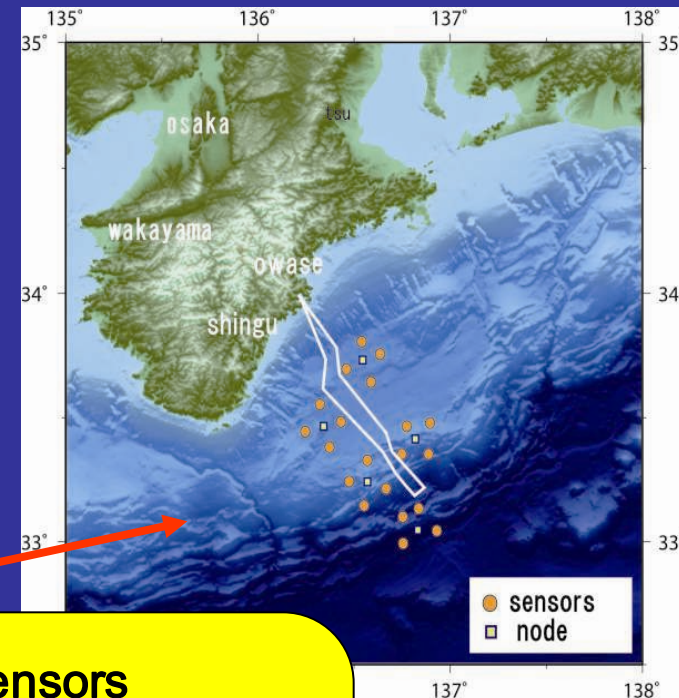 135° 136° 137° 138°
35° 35
osaka
tsu
wakayama
owase
34° 34
shingu
33° 33
sensors
node
ensors
137° 138°